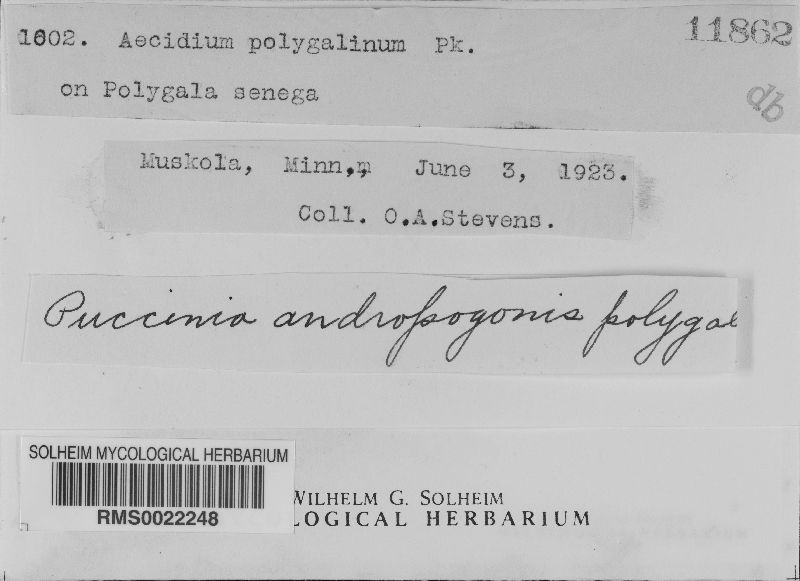 1602. Aecidium polygalinum Pk.
11862
on Polygala senega
db
Muskola, Minn,m June 3, 1923.
Coll. O.A.Stevens.
Puccinia andropogonis polygal
SOLHEIM MYCOLOGICAL HERBARIUM
RMS0022248
WILHELM G. SOLHEIM
LOGICAL HERBARIUM